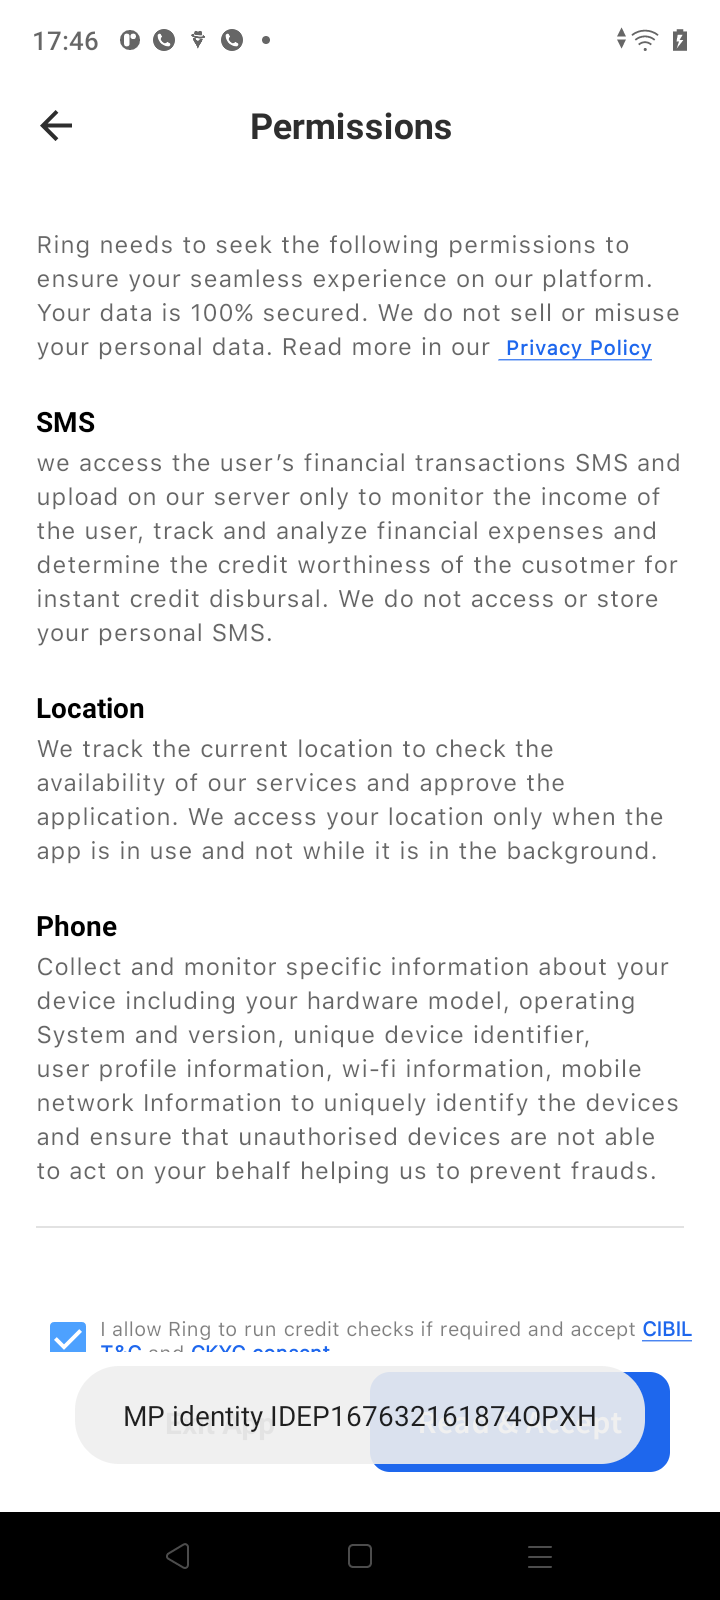 17:46
Permissions
Ring needs to seek the following permissions to
ensure your seamless experience on our platform.
Your data is 100% secured. We do not sell or misuse
your personal data. Read more in our Privacy Policy
SMS
we access the user's financial transactions SMS and
upload on our server only to monitor the income of
the user, track and analyze financial expenses and
determine the credit worthiness of the cusotmer for
instant credit disbursal. We do not access or store
your personal SMS.
Location
We track the current location to check the
availability of our services and approve the
application. We access your location only when the
app is in use and not while it is in the background.
Phone
Collect and monitor specific information about your
device including your hardware model, operating
System and version, unique device identifier,
user profile information, wi-fi information, mobile
network Information to uniquely identify the devices
and ensure that unauthorised devices are not able
to act on your behalf helping us to prevent frauds.
I allow Ring to run credit checks if required and accept CIBIL
T&C and CKYC consent
MP identity IDEP167632161874OPXH
Exit App Read & Accept